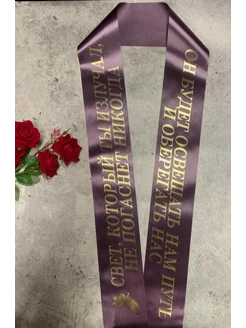 СВЕТ, КОТОРЫЙ ТЫ ИЗЛУЧАЛ,
НЕ ПОГАСНЕТ НИКОГДА
ОН БУДЕТ ОСВЕЩАТЬ НАМ ПУТЬ
И ОБЕРЕГАТЬ НАС